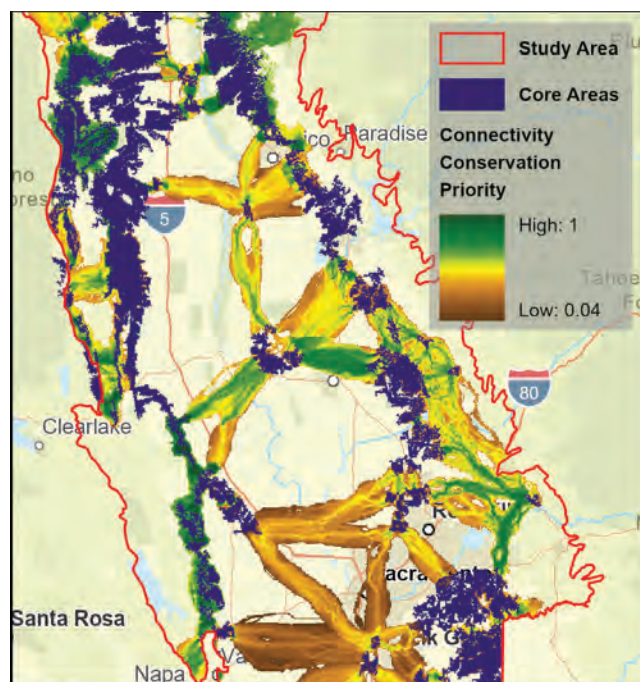 Study Area
Core Areas
Connectivity
Conservation
Priority
High: 1
Low: 0.04
Paradise
5
80
Clearlake
Santa Rosa
Napa